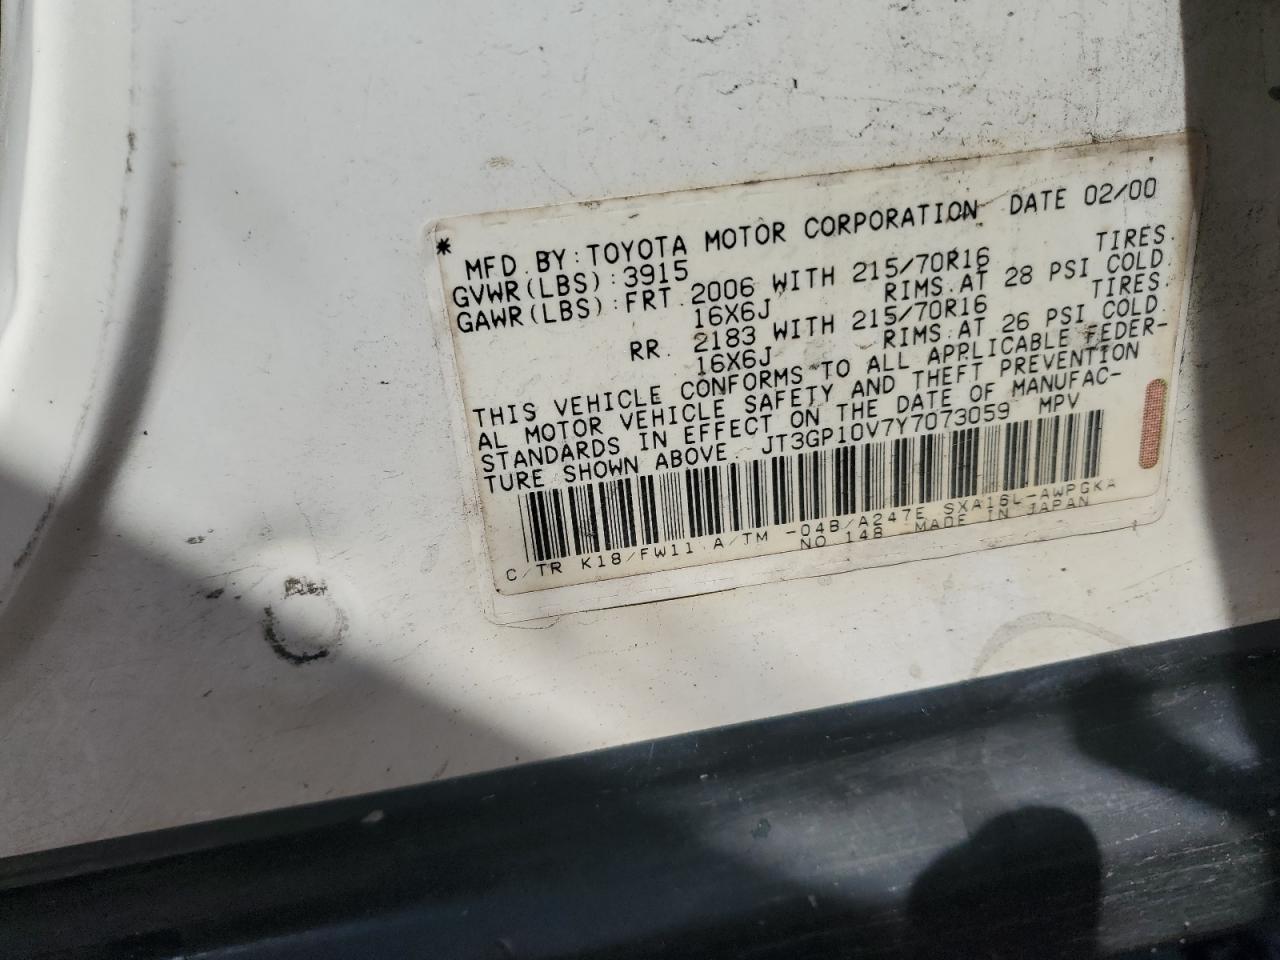 * MFD. BY: TOYOTA MOTOR CORPORATION DATE 02/00
GVWR(LBS):3915
GAWR(LBS):FRT. 2006 WITH 215/70R16 TIRES.
16X6J RIMS.AT 28 PSI COLD.
RR. 2183 WITH 215/70R16 TIRES.
16X6J RIMS.AT 26 PSI COLD.
THIS VEHICLE CONFORMS TO ALL APPLICABLE FEDER-
AL MOTOR VEHICLE SAFETY AND THEFT PREVENTION
STANDARDS IN EFFECT ON THE DATE OF MANUFAC-
TURE SHOWN ABOVE. JT3GP10V7Y7073059 MPV
C/TR K18/FW11 A/TM -04B/A247E SXA16L-AWPGKA
NO.148 MADE IN JAPAN